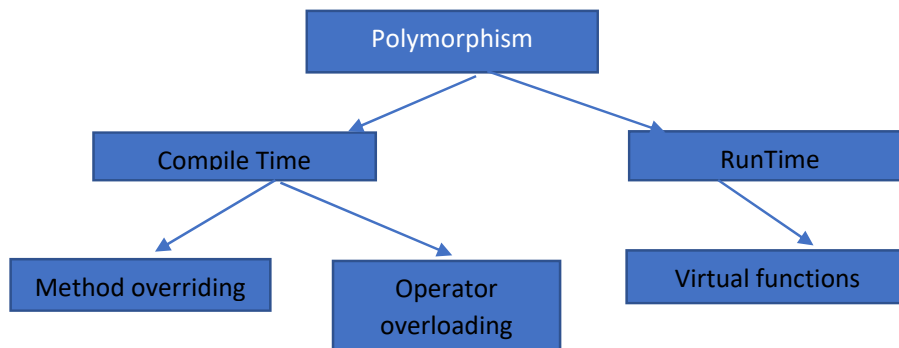 Polymorphism
Compile Time
RunTime
Method overriding
Operator
overloading
Virtual functions